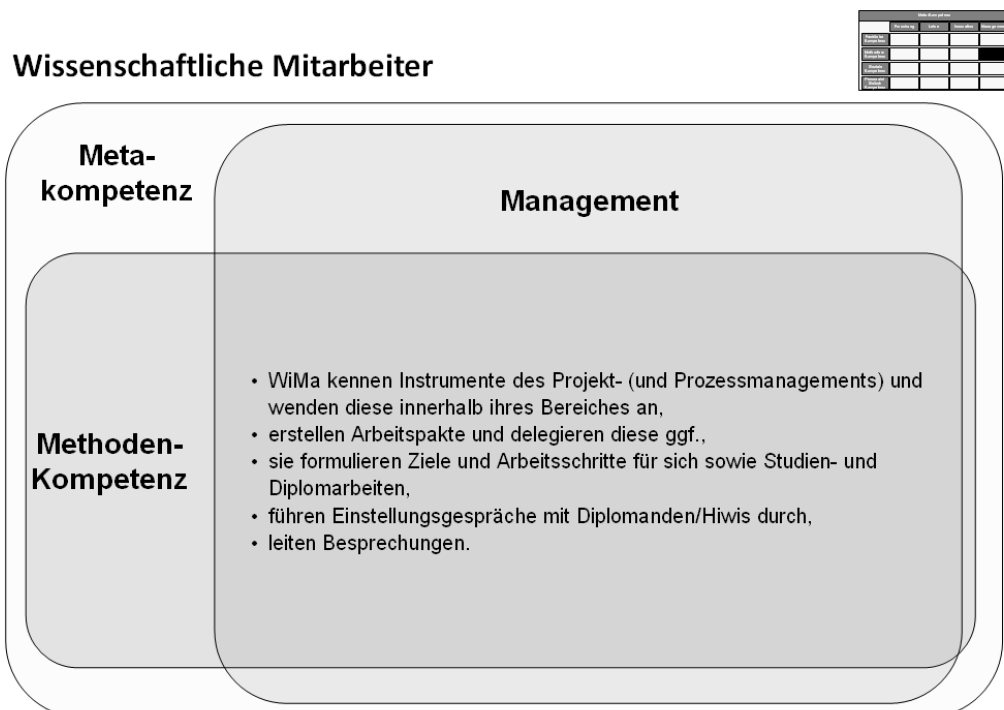 Wissenschaftliche Mitarbeiter
Meta-
kompetenz
Management
Methoden-
Kompetenz
• WiMa kennen Instrumente des Projekt- (und Prozessmanagements) und
wenden diese innerhalb ihres Bereiches an,
• erstellen Arbeitspakte und delegieren diese ggf.,
• sie formulieren Ziele und Arbeitsschritte für sich sowie Studien- und
Diplomarbeiten,
• führen Einstellungsgespräche mit Diplomanden/Hiwis durch,
• leiten Besprechungen.